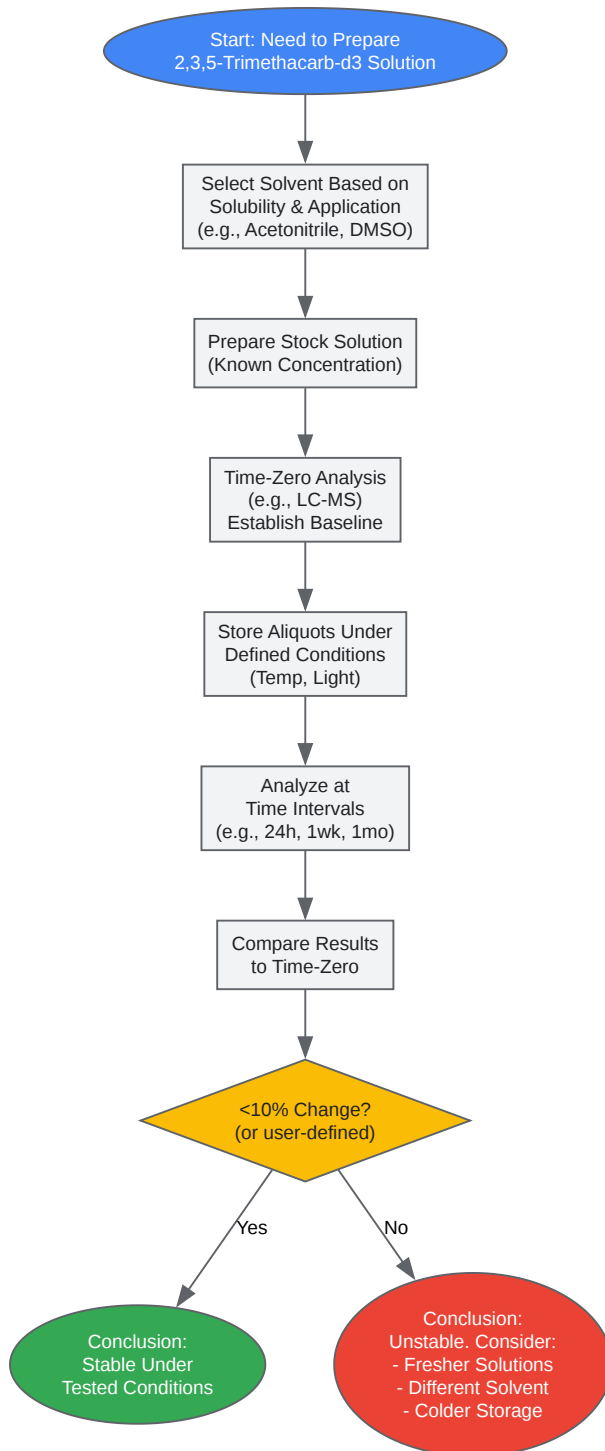 Start: Need to Prepare
2,3,5-Trimethacarb-d3 Solution
Select Solvent Based on
Solubility & Application
(e.g., Acetonitrile, DMSO)
Prepare Stock Solution
(Known Concentration)
Time-Zero Analysis
(e.g., LC-MS)
Establish Baseline
Store Aliquots Under
Defined Conditions
(Temp, Light)
Analyze at
Time Intervals
(e.g., 24h, 1wk, 1mo)
Compare Results
to Time-Zero
<10% Change?
(or user-defined)
Yes
No
Conclusion:
Stable Under
Tested Conditions
Conclusion:
Unstable. Consider:
- Fresher Solutions
- Different Solvent
- Colder Storage